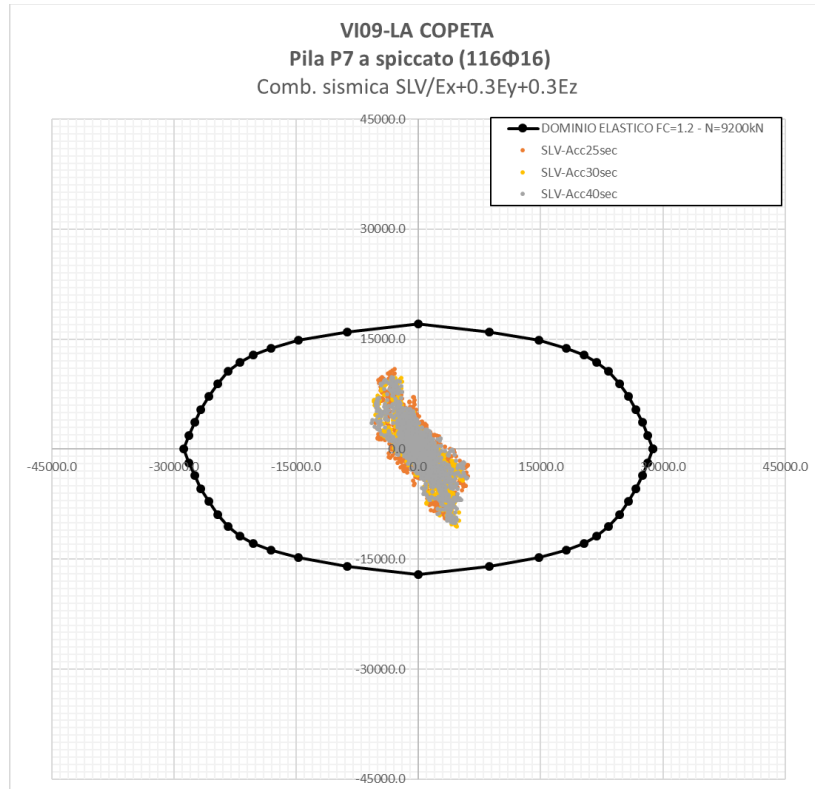 VI09-LA COPETA
Pila P7 a spiccato (116Φ16)
Comb. sismica SLV/Ex+0.3Ey+0.3Ez
45000.0
DOMINIO ELASTICO FC=1.2 - N=9200kN
SLV-Acc25sec
SLV-Acc30sec
SLV-Acc40sec
30000.0
15000.0
0.0
-45000.0 -30000.0 -15000.0 0.0 15000.0 30000.0 45000.0
-15000.0
-30000.0
-45000.0